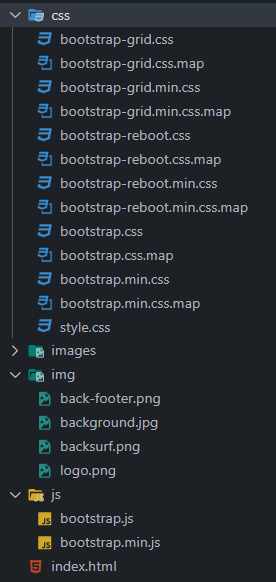 css
bootstrap-grid.css
bootstrap-grid.css.map
bootstrap-grid.min.css
bootstrap-grid.min.css.map
bootstrap-reboot.css
bootstrap-reboot.css.map
bootstrap-reboot.min.css
bootstrap-reboot.min.css.map
bootstrap.css
bootstrap.css.map
bootstrap.min.css
bootstrap.min.css.map
style.css
images
img
back-footer.png
background.jpg
backsurf.png
logo.png
js
JS bootstrap.js
JS bootstrap.min.js
index.html